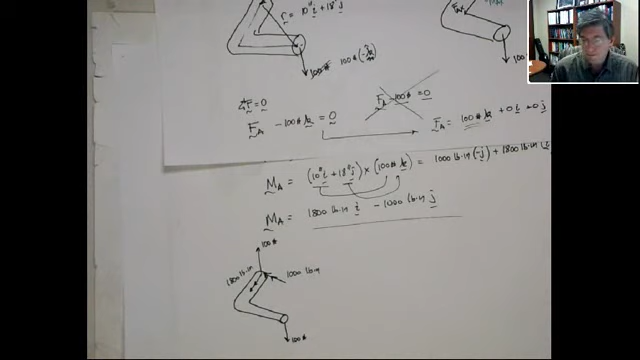 r = 10" i + 18" j
100# 100#(-k)
100
ΣF = 0
F_A - 100# k = 0
F_A - 100# = 0
F_A = 100# k + 0 i + 0 j
M_A = (10" i + 18" j) × (100# k) = 1000 lb·in (-j) + 1800 lb·in (i
M_A = 1800 lb·in i - 1000 lb·in j
100#
1800 lb·in 1000 lb·in
100#